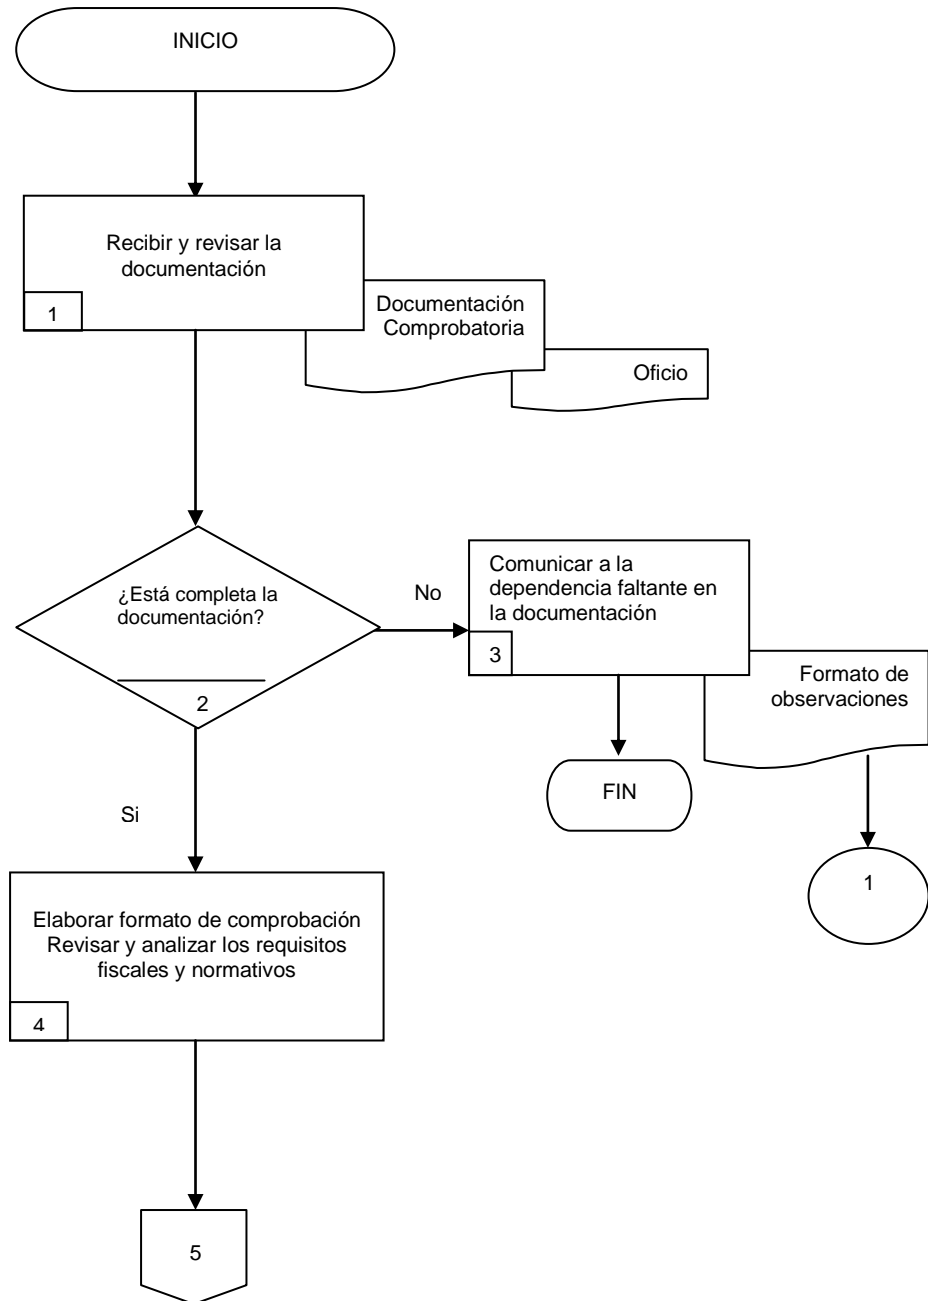 INICIO
Recibir y revisar la
documentación
1
Documentación
Comprobatoria
Oficio
¿Está completa la
documentación?
2
No
Comunicar a la
dependencia faltante en
la documentación
3
Formato de
observaciones
FIN
1
Si
Elaborar formato de comprobación
Revisar y analizar los requisitos
fiscales y normativos
4
5